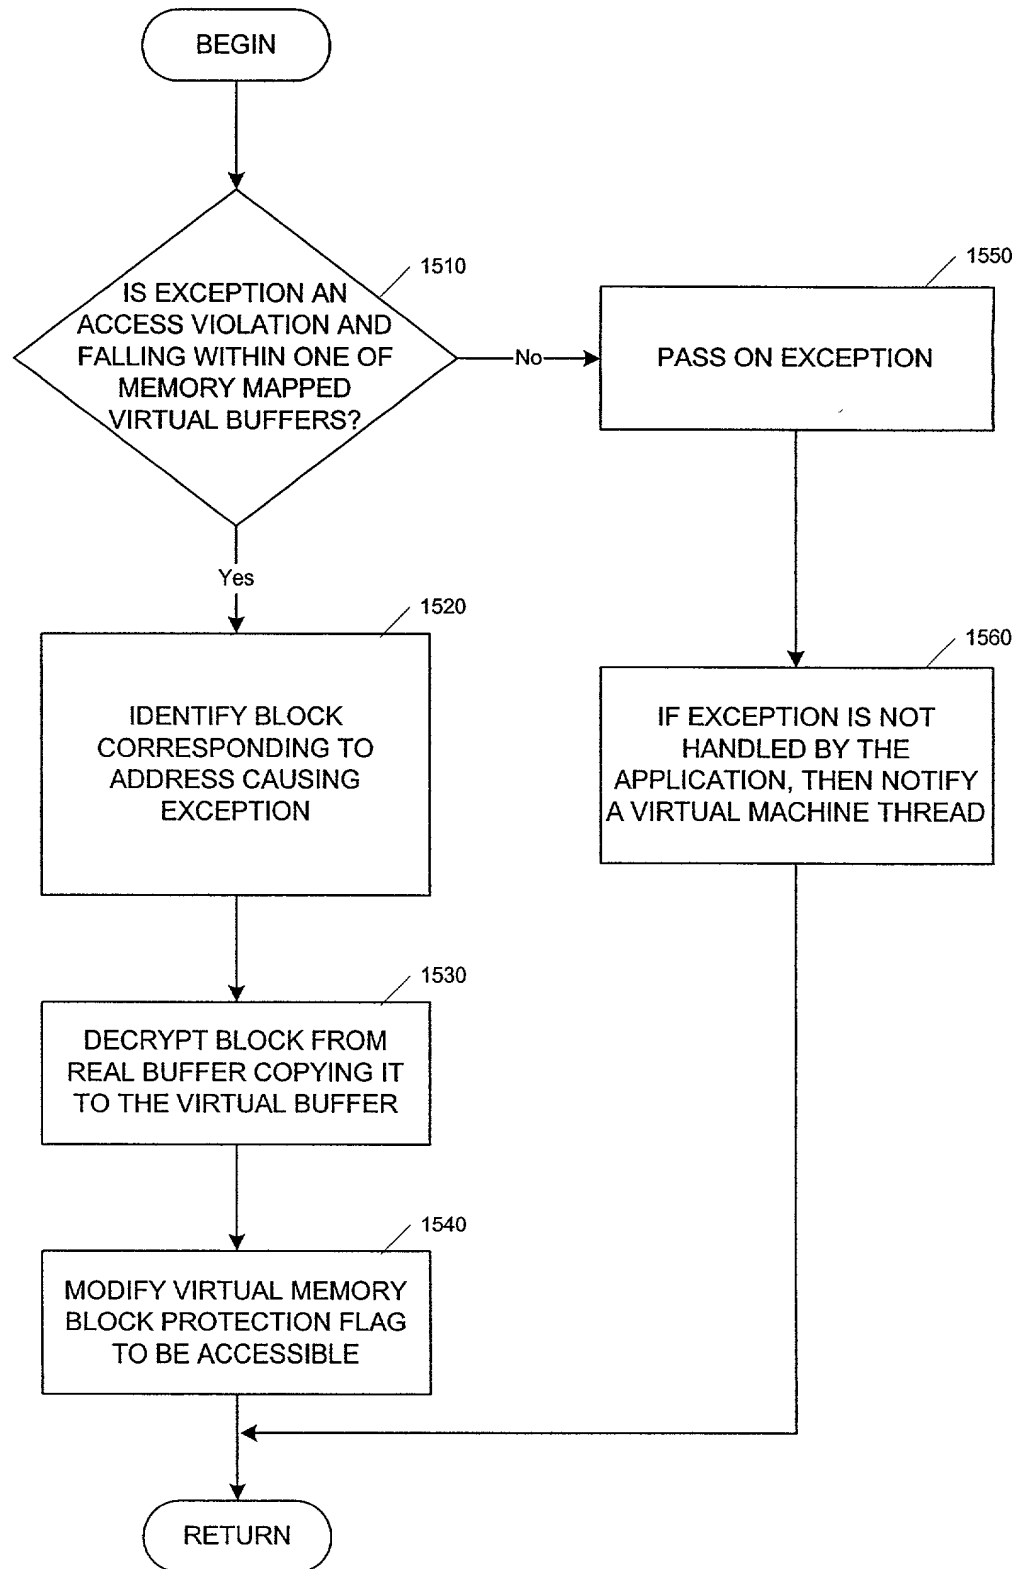 BEGIN
1510
IS EXCEPTION AN
ACCESS VIOLATION AND
FALLING WITHIN ONE OF
MEMORY MAPPED
VIRTUAL BUFFERS?
No
1550
PASS ON EXCEPTION
Yes
1520
IDENTIFY BLOCK
CORRESPONDING TO
ADDRESS CAUSING
EXCEPTION
1560
IF EXCEPTION IS NOT
HANDLED BY THE
APPLICATION, THEN NOTIFY
A VIRTUAL MACHINE THREAD
1530
DECRYPT BLOCK FROM
REAL BUFFER COPYING IT
TO THE VIRTUAL BUFFER
1540
MODIFY VIRTUAL MEMORY
BLOCK PROTECTION FLAG
TO BE ACCESSIBLE
RETURN